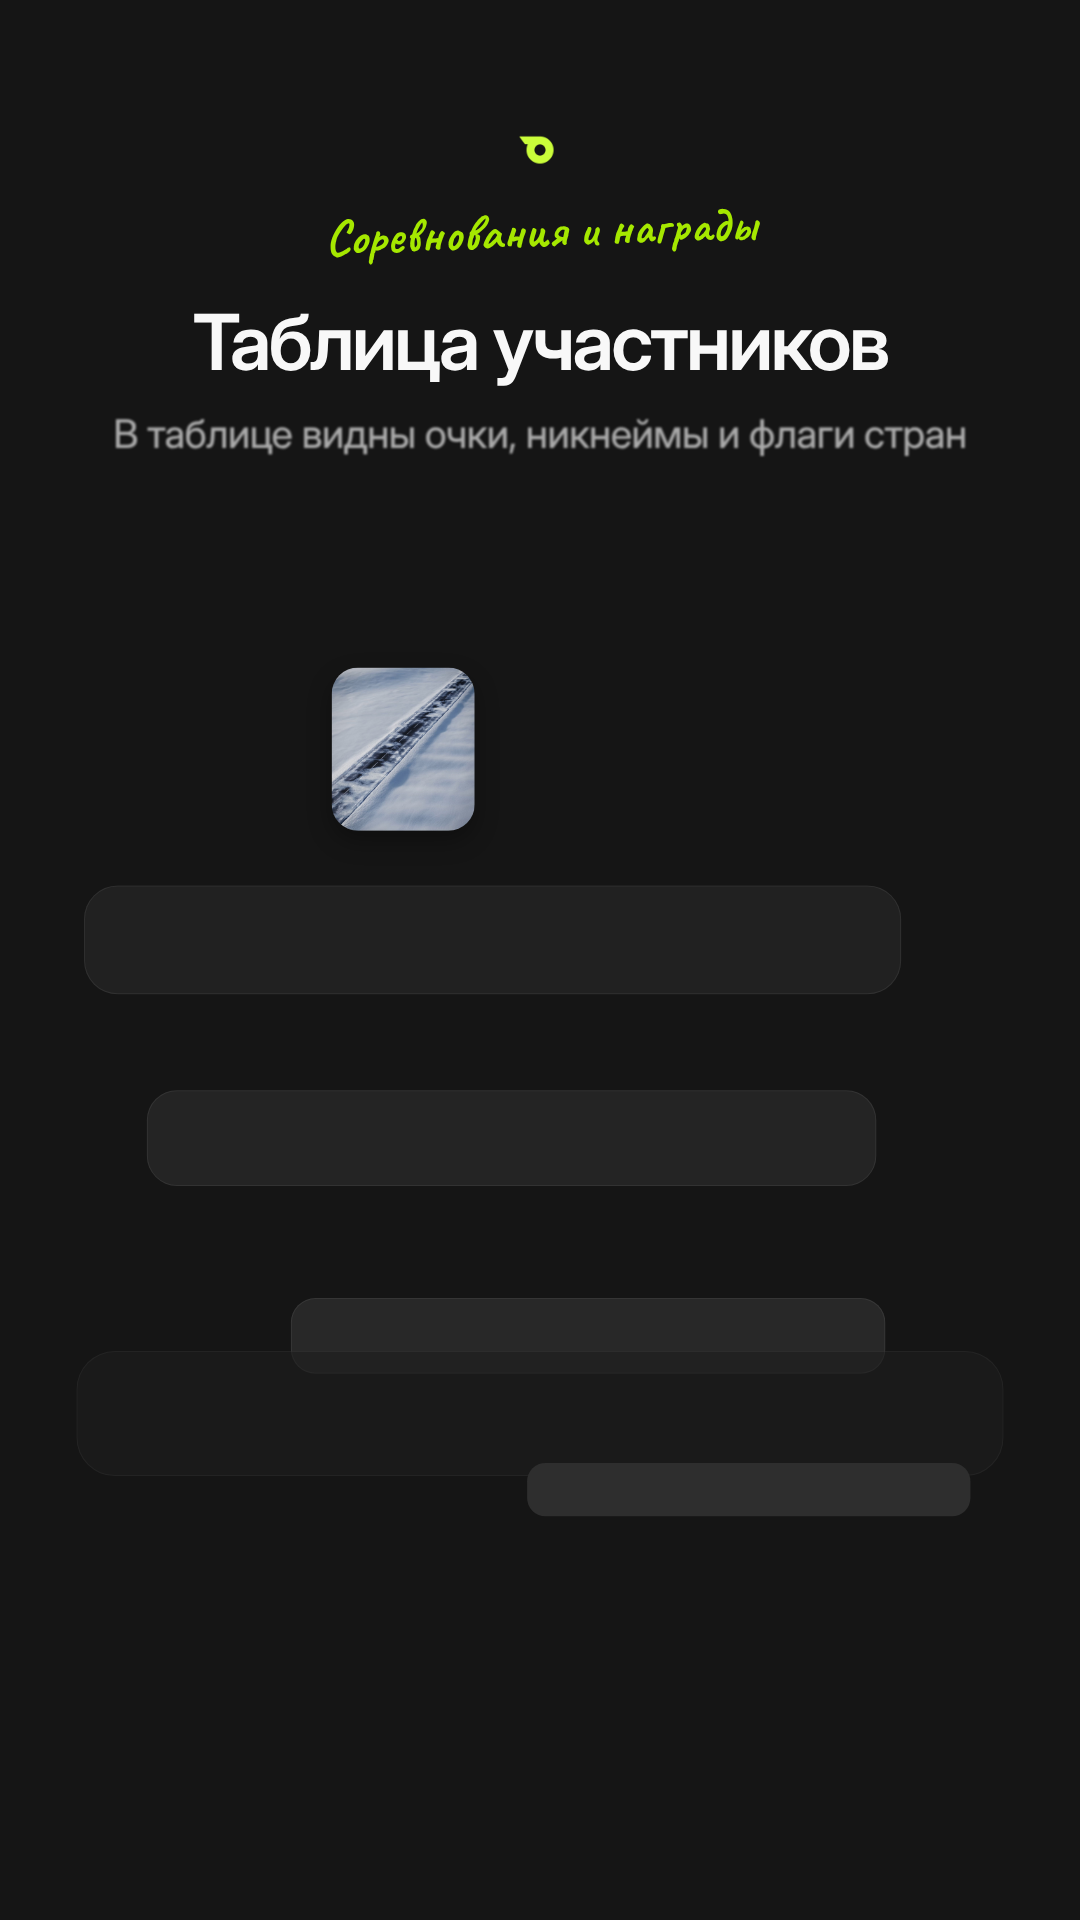 Соревнования и награды
Таблица участников
В таблице видны очки, никнеймы и флаги стран